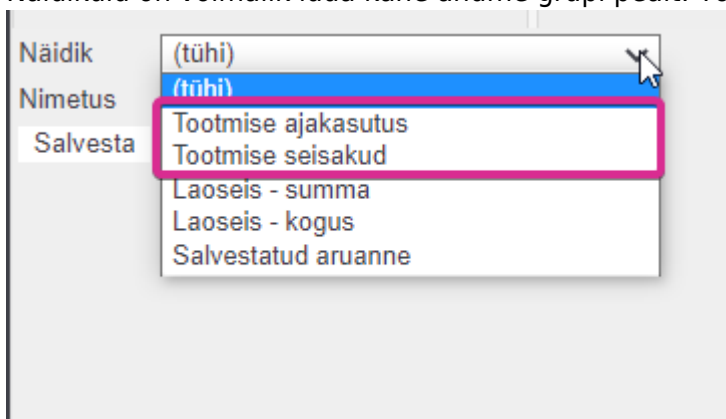 Näidik (tühi)
(tühi)
Nimetus
Tootmise ajakasutus
Salvesta
Tootmise seisakud
Laoseis - summa
Laoseis - kogus
Salvestatud aruanne